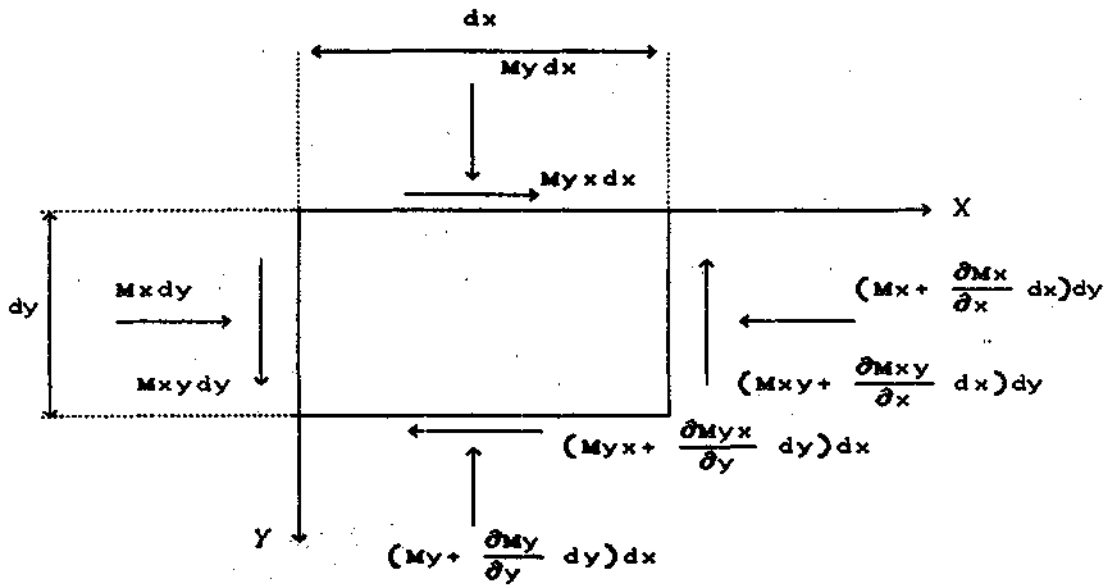 dx
My dx
Myx dx
X
dy
Mx dy
(Mx + ∂Mx/∂x dx)dy
Mxy dy
(Mxy + ∂Mxy/∂x dx)dy
(Myx + ∂Myx/∂y dy)dx
Y
(My + ∂My/∂y dy)dx